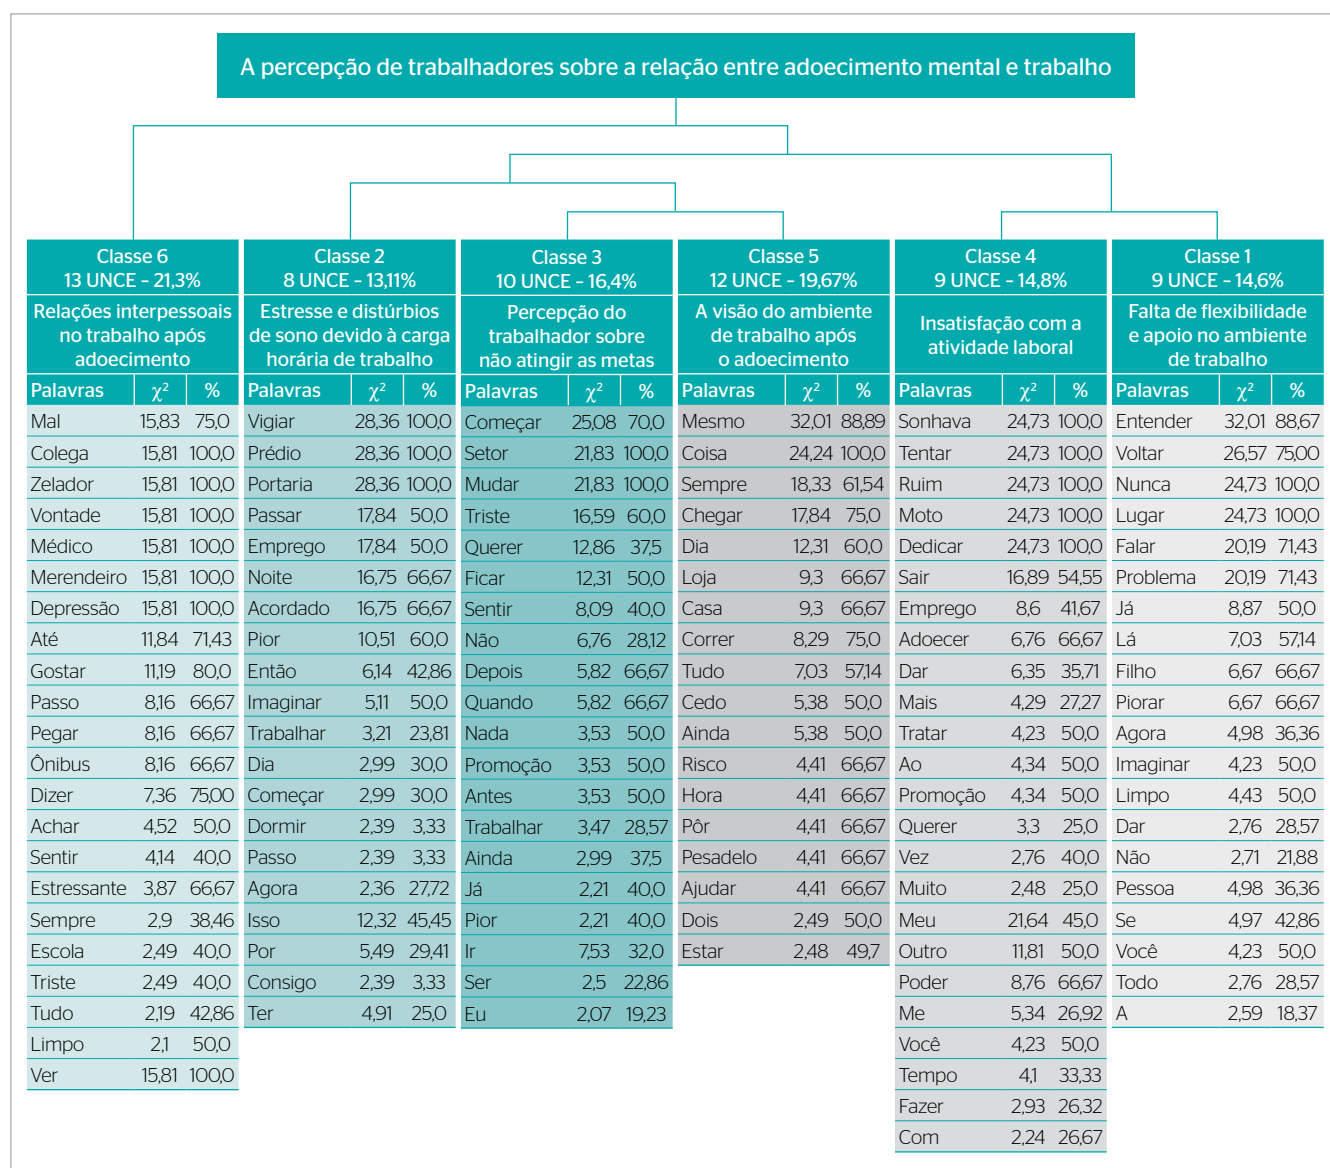 A percepção de trabalhadores sobre a relação entre adoecimento mental e trabalho
Classe 6
13 UNCE – 21,3%
Relações interpessoais
no trabalho após
adoecimento
Palavras χ² %
Mal 15,83 75,0
Colega 15,81 100,0
Zelador 15,81 100,0
Vontade 15,81 100,0
Médico 15,81 100,0
Merendeiro 15,81 100,0
Depressão 15,81 100,0
Até 11,84 71,43
Gostar 11,19 80,0
Passo 8,16 66,67
Pegar 8,16 66,67
Ônibus 8,16 66,67
Dizer 7,36 75,00
Achar 4,52 50,0
Sentir 4,14 40,0
Estressante 3,87 66,67
Sempre 2,9 38,46
Escola 2,49 40,0
Triste 2,49 40,0
Tudo 2,19 42,86
Limpo 2,1 50,0
Ver 15,81 100,0
Classe 2
8 UNCE – 13,11%
Estresse e distúrbios
de sono devido à carga
horária de trabalho
Palavras χ² %
Vigiar 28,36 100,0
Prédio 28,36 100,0
Portaria 28,36 100,0
Passar 17,84 50,0
Emprego 17,84 50,0
Noite 16,75 66,67
Acordado 16,75 66,67
Pior 10,51 60,0
Então 6,14 42,86
Imaginar 5,11 50,0
Trabalhar 3,21 23,81
Dia 2,99 30,0
Começar 2,99 30,0
Dormir 2,39 3,33
Passo 2,39 3,33
Agora 2,36 27,72
Isso 12,32 45,45
Por 5,49 29,41
Consigo 2,39 3,33
Ter 4,91 25,0
Classe 3
10 UNCE – 16,4%
Percepção do
trabalhador sobre
não atingir as metas
Palavras χ² %
Começar 25,08 70,0
Setor 21,83 100,0
Mudar 21,83 100,0
Triste 16,59 60,0
Querer 12,86 37,5
Ficar 12,31 50,0
Sentir 8,09 40,0
Não 6,76 28,12
Depois 5,82 66,67
Quando 5,82 66,67
Nada 3,53 50,0
Promoção 3,53 50,0
Antes 3,53 50,0
Trabalhar 3,47 28,57
Ainda 2,99 37,5
Já 2,21 40,0
Pior 2,21 40,0
Ir 7,53 32,0
Ser 2,5 22,86
Eu 2,07 19,23
Classe 5
12 UNCE – 19,67%
A visão do ambiente
de trabalho após
o adoecimento
Palavras χ² %
Mesmo 32,01 88,89
Coisa 24,24 100,0
Sempre 18,33 61,54
Chegar 17,84 75,0
Dia 12,31 60,0
Loja 9,3 66,67
Casa 9,3 66,67
Correr 8,29 75,0
Tudo 7,03 57,14
Cedo 5,38 50,0
Ainda 5,38 50,0
Risco 4,41 66,67
Hora 4,41 66,67
Pôr 4,41 66,67
Pesadelo 4,41 66,67
Ajudar 4,41 66,67
Dois 2,49 50,0
Estar 2,48 49,7
Classe 4
9 UNCE – 14,8%
Insatisfação com a
atividade laboral
Palavras χ² %
Sonhava 24,73 100,0
Tentar 24,73 100,0
Ruim 24,73 100,0
Moto 24,73 100,0
Dedicar 24,73 100,0
Sair 16,89 54,55
Emprego 8,6 41,67
Adoecer 6,76 66,67
Dar 6,35 35,71
Mais 4,29 27,27
Tratar 4,23 50,0
Ao 4,34 50,0
Promoção 4,34 50,0
Querer 3,3 25,0
Vez 2,76 40,0
Muito 2,48 25,0
Meu 21,64 45,0
Outro 11,81 50,0
Poder 8,76 66,67
Me 5,34 26,92
Você 4,23 50,0
Tempo 4,1 33,33
Fazer 2,93 26,32
Com 2,24 26,67
Classe 1
9 UNCE – 14,6%
Falta de flexibilidade
e apoio no ambiente
de trabalho
Palavras χ² %
Entender 32,01 88,67
Voltar 26,57 75,00
Nunca 24,73 100,0
Lugar 24,73 100,0
Falar 20,19 71,43
Problema 20,19 71,43
Já 8,87 50,0
Lá 7,03 57,14
Filho 6,67 66,67
Piorar 6,67 66,67
Agora 4,98 36,36
Imaginar 4,23 50,0
Limpo 4,43 50,0
Dar 2,76 28,57
Não 2,71 21,88
Pessoa 4,98 36,36
Se 4,97 42,86
Você 4,23 50,0
Todo 2,76 28,57
A 2,59 18,37